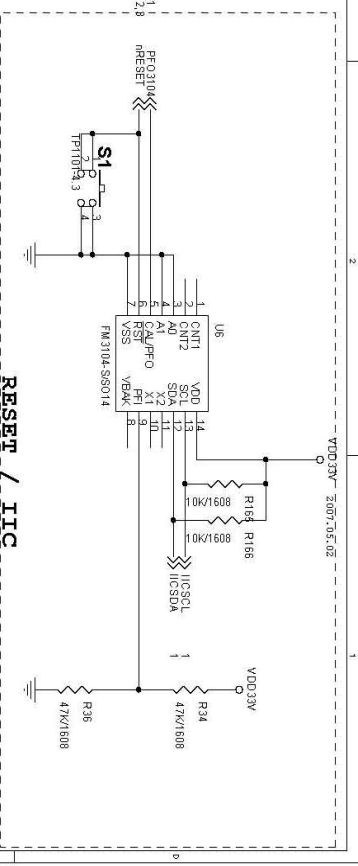 1
2,8
PFO3104
nRESET
S1
TP1101-4.3
1
2
3
4
U6
1 CNT1 VDD 14
2 CNT2 SCL 13
3 A0 SDA 12
4 A1 X2 11
5 CAL/PFO X1 10
6 RST PFI 9
7 VSS VBAK 8
FM3104-S/SO14
VDD33V
2007.05.02
R165
10K/1608
R166
10K/1608
IICSCL 1
IICSDA 1
VDD33V
R34
47K/1608
R36
47K/1608
RESET / IIC
2
1
D